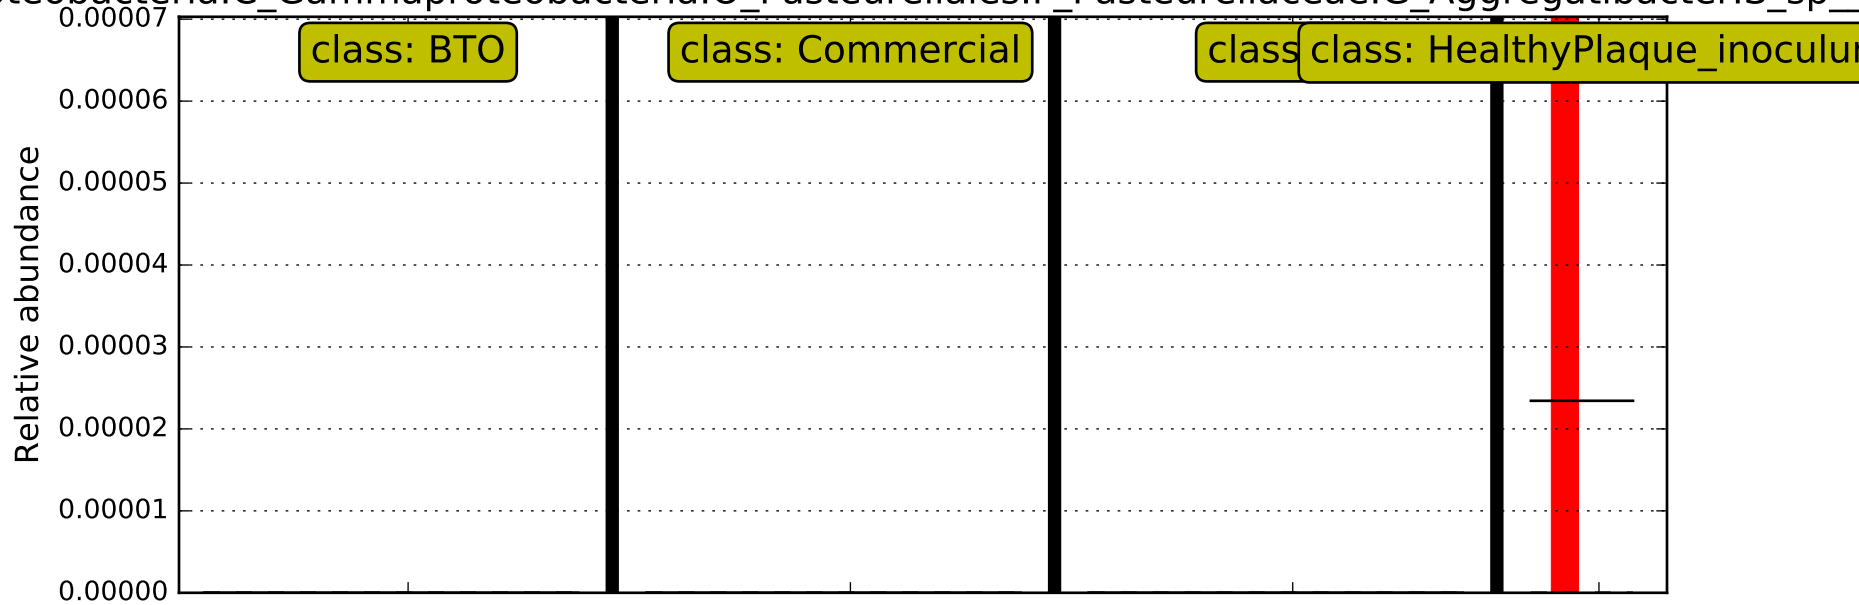 0.00007
class: BTO
class: Commercial
class
class: HealthyPlaque_inoculu
0.00006
0.00005
0.00004
0.00003
0.00002
0.00001
0.00000
Relative abundance